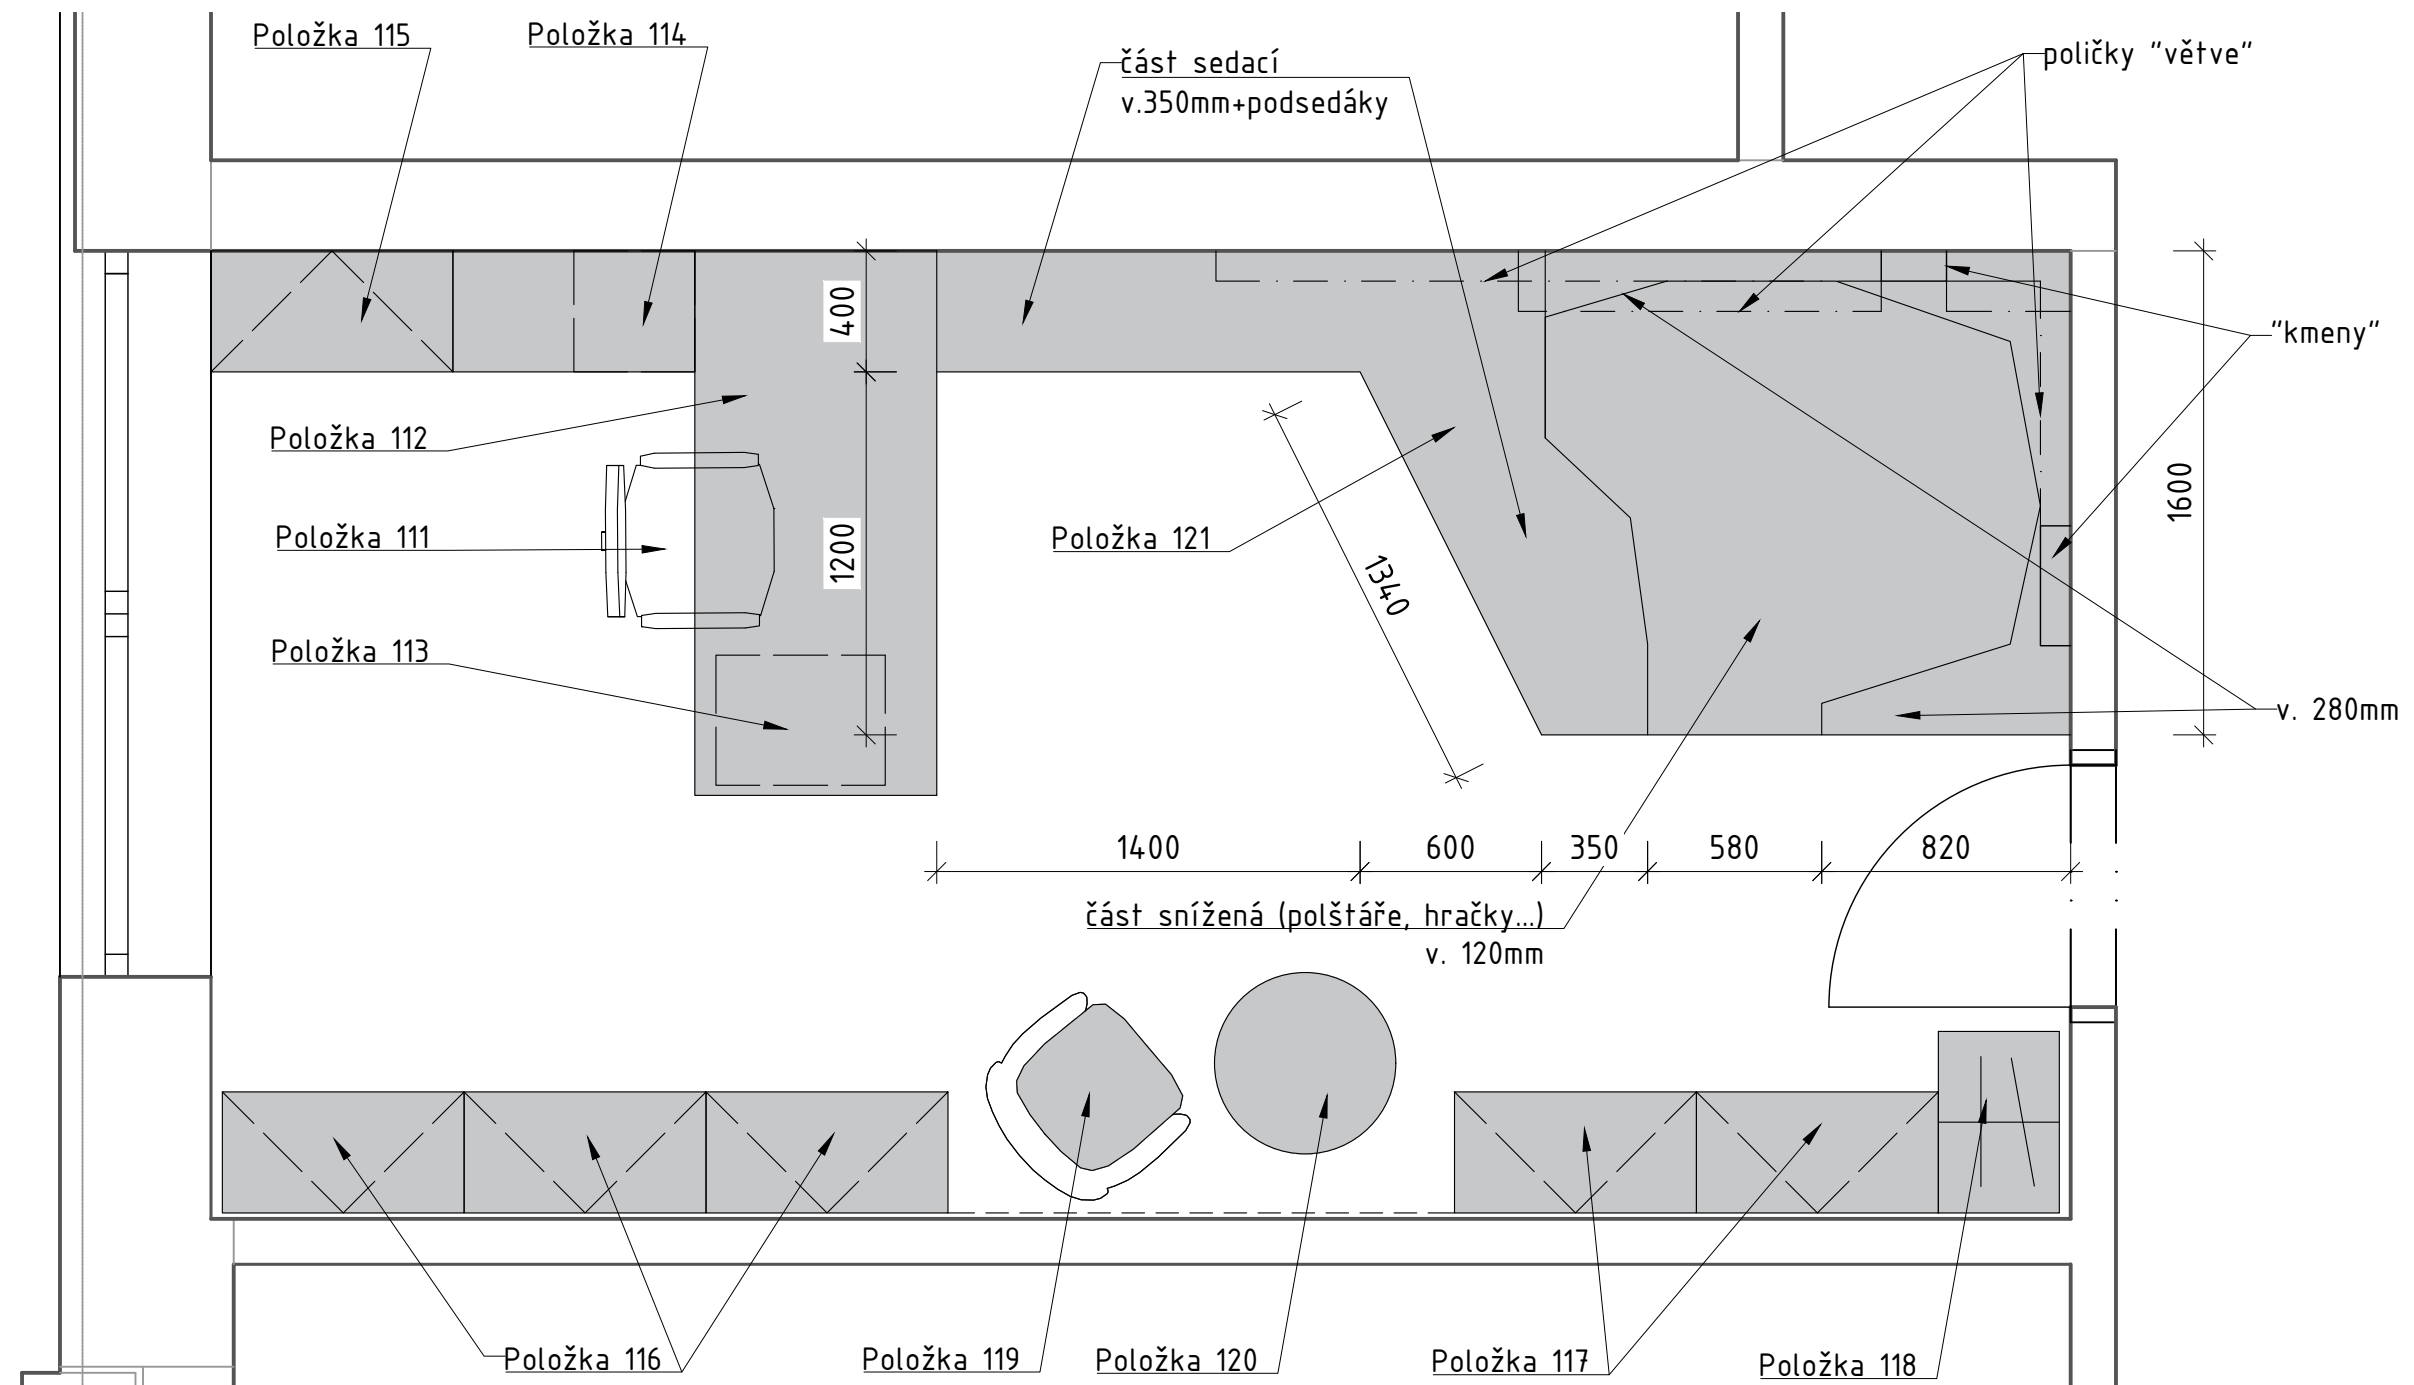 Položka 115
Položka 114
část sedací
v.350mm+podsedáky
poličky "větve"
400
"kmeny"
Položka 112
1600
Položka 111
1200
Položka 121
1340
Položka 113
v. 280mm
1400
600
350
580
820
část snížená (polštáře, hračky...)
v. 120mm
Položka 116
Položka 119
Položka 120
Položka 117
Položka 118